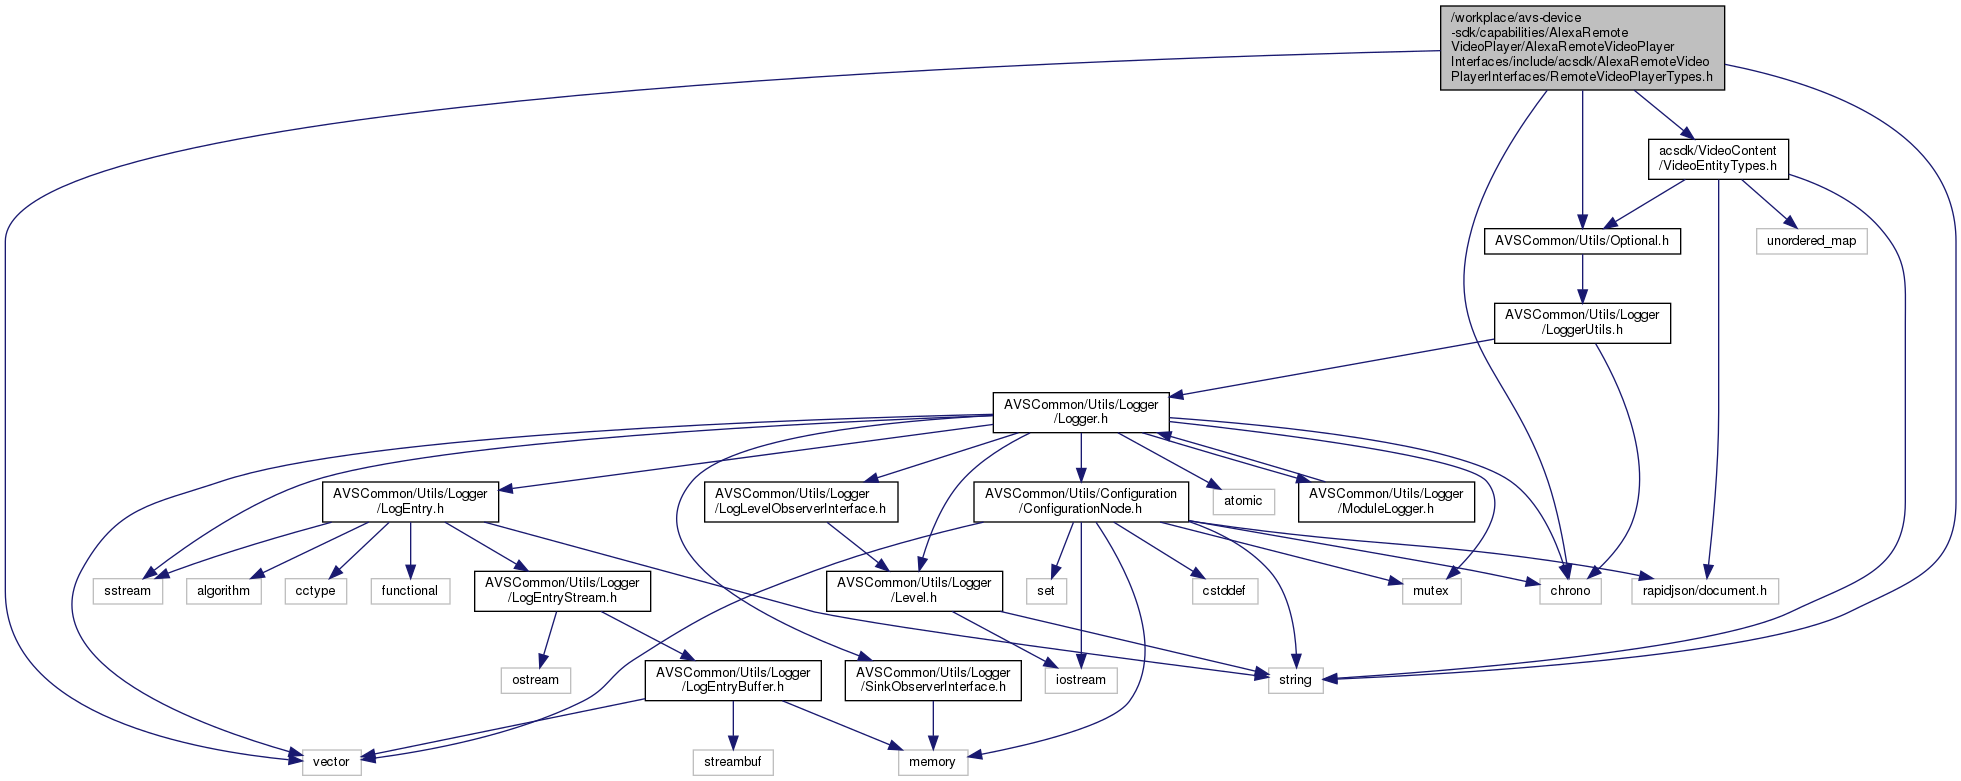 /workplace/avs-device
-sdk/capabilities/AlexaRemote
VideoPlayer/AlexaRemoteVideoPlayer
Interfaces/include/acsdk/AlexaRemoteVideo
PlayerInterfaces/RemoteVideoPlayerTypes.h
acsdk/VideoContent
/VideoEntityTypes.h
AVSCommon/Utils/Optional.h
unordered_map
AVSCommon/Utils/Logger
/LoggerUtils.h
AVSCommon/Utils/Logger
/Logger.h
AVSCommon/Utils/Logger
/LogEntry.h
AVSCommon/Utils/Logger
/LogLevelObserverInterface.h
AVSCommon/Utils/Configuration
/ConfigurationNode.h
atomic
AVSCommon/Utils/Logger
/ModuleLogger.h
sstream
algorithm
cctype
functional
AVSCommon/Utils/Logger
/LogEntryStream.h
AVSCommon/Utils/Logger
/Level.h
set
cstddef
mutex
chrono
rapidjson/document.h
ostream
AVSCommon/Utils/Logger
/LogEntryBuffer.h
AVSCommon/Utils/Logger
/SinkObserverInterface.h
iostream
string
vector
streambuf
memory